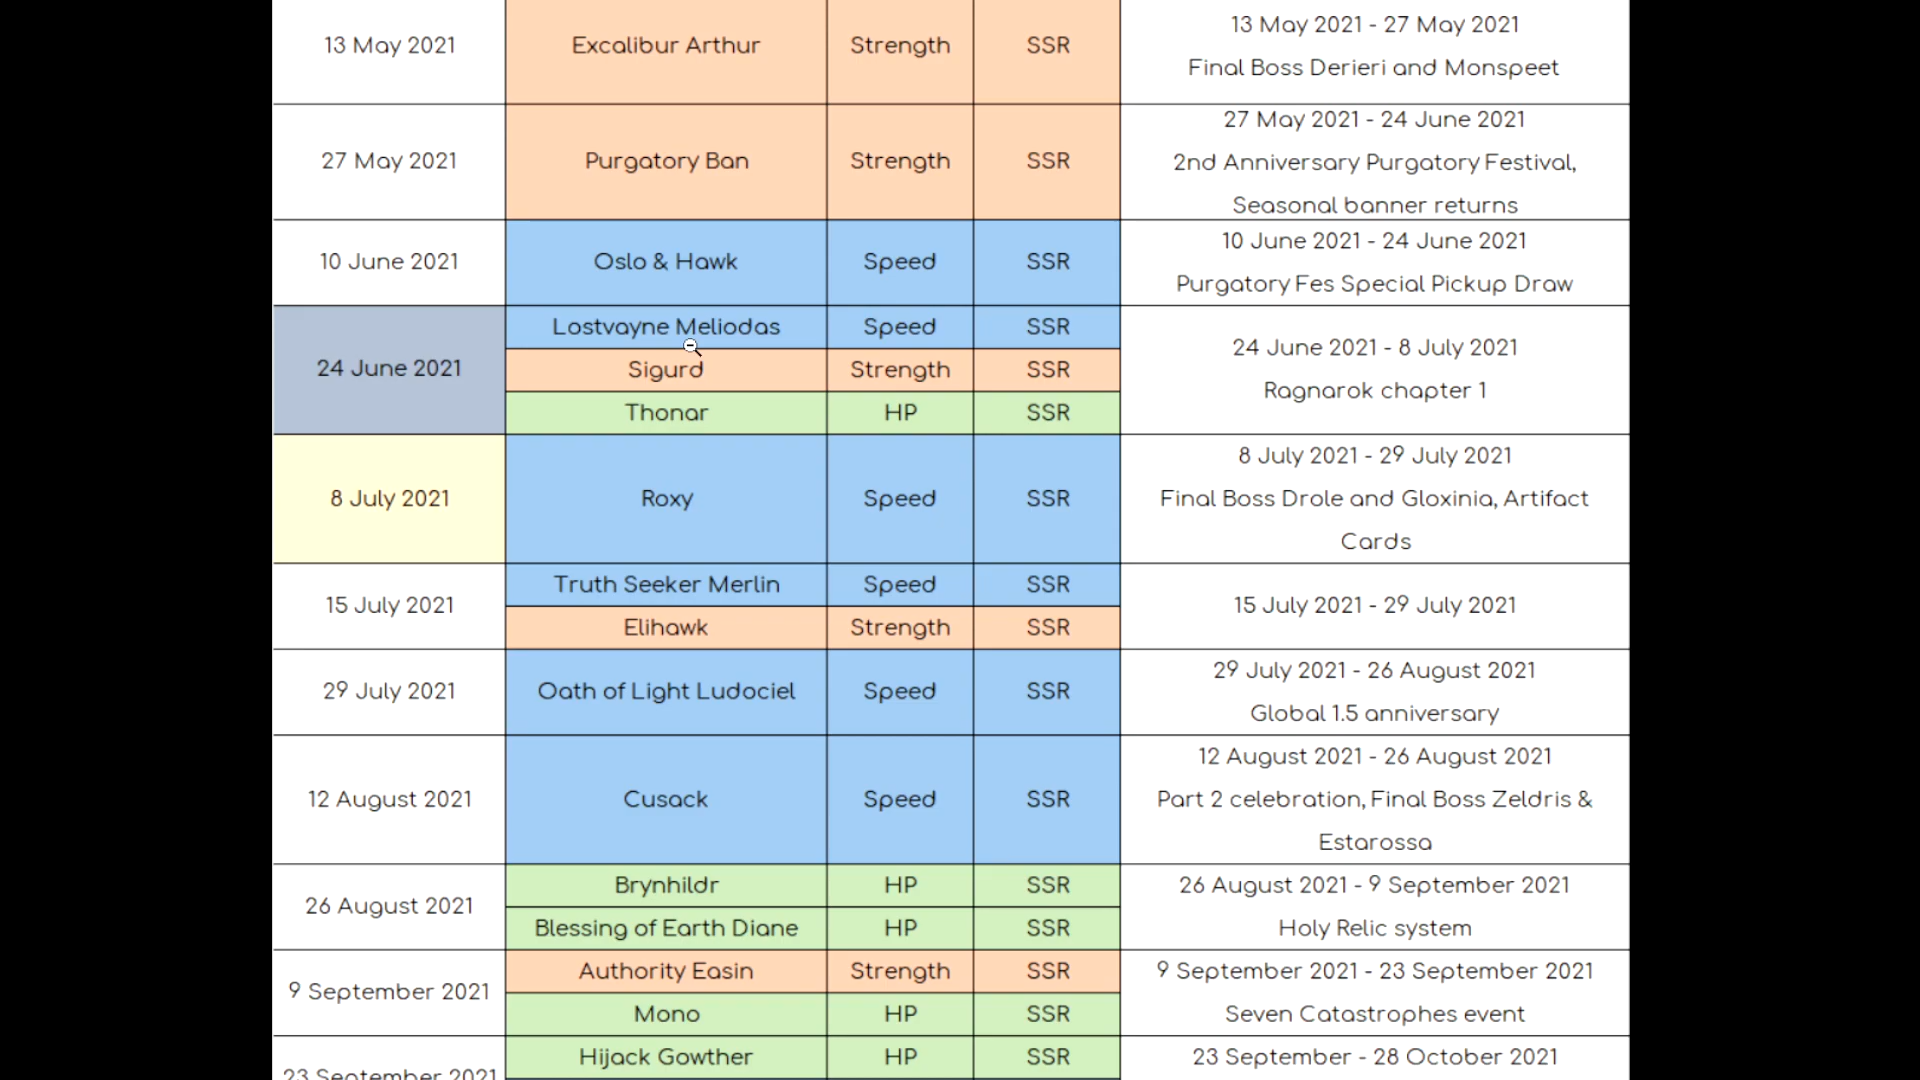 13 May 2021 Excalibur Arthur Strength SSR 13 May 2021 - 27 May 2021
Final Boss Derieri and Monspeet
27 May 2021 Purgatory Ban Strength SSR 27 May 2021 - 24 June 2021
2nd Anniversary Purgatory Festival,
Seasonal banner returns
10 June 2021 Oslo & Hawk Speed SSR 10 June 2021 - 24 June 2021
Purgatory Fes Special Pickup Draw
24 June 2021 Lostvayne Meliodas Speed SSR 24 June 2021 - 8 July 2021
Sigurd Strength SSR Ragnarok chapter 1
Thonar HP SSR
8 July 2021 Roxy Speed SSR 8 July 2021 - 29 July 2021
Final Boss Drole and Gloxinia, Artifact
Cards
15 July 2021 Truth Seeker Merlin Speed SSR 15 July 2021 - 29 July 2021
Elihawk Strength SSR
29 July 2021 Oath of Light Ludociel Speed SSR 29 July 2021 - 26 August 2021
Global 1.5 anniversary
12 August 2021 Cusack Speed SSR 12 August 2021 - 26 August 2021
Part 2 celebration, Final Boss Zeldris &
Estarossa
26 August 2021 Brynhildr HP SSR 26 August 2021 - 9 September 2021
Blessing of Earth Diane HP SSR Holy Relic system
9 September 2021 Authority Easin Strength SSR 9 September 2021 - 23 September 2021
Mono HP SSR Seven Catastrophes event
23 September 2021 Hijack Gowther HP SSR 23 September - 28 October 2021